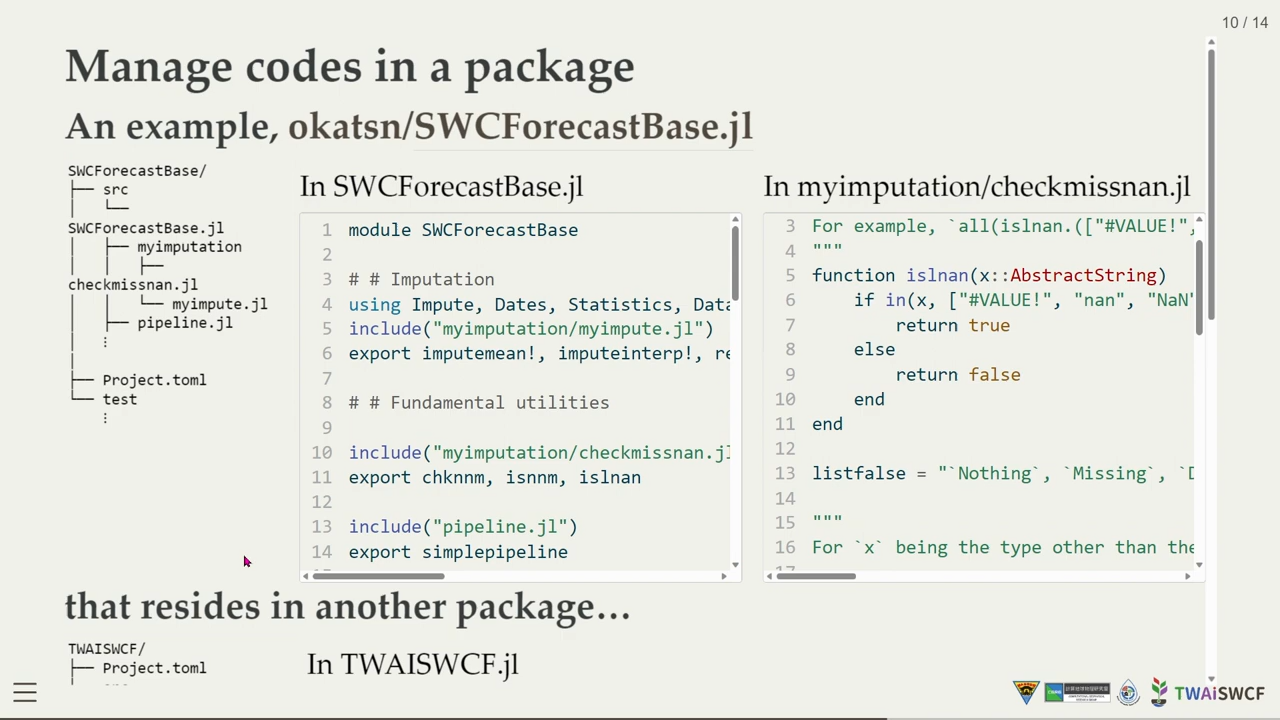 10 / 14
Manage codes in a package
An example, okatsn/SWCForecastBase.jl
SWCForecastBase/
├── src
│   └──
SWCForecastBase.jl
│   ├── myimputation
│   │   ├──
checkmissnan.jl
│   │   └── myimpute.jl
│   ├── pipeline.jl
│   ⋮
│
├── Project.toml
└── test
    ⋮
In SWCForecastBase.jl
1 module SWCForecastBase
2
3 # # Imputation
4 using Impute, Dates, Statistics, Data
5 include("myimputation/myimpute.jl")
6 export imputemean!, imputeinterp!, re
7
8 # # Fundamental utilities
9
10 include("myimputation/checkmissnan.jl
11 export chknnm, isnnm, islnan
12
13 include("pipeline.jl")
14 export simplepipeline
In myimputation/checkmissnan.jl
3 For example, `all(islnan.(["#VALUE!",
4 """
5 function islnan(x::AbstractString)
6     if in(x, ["#VALUE!", "nan", "NaN"
7         return true
8     else
9         return false
10     end
11 end
12
13 listfalse = "`Nothing`, `Missing`, `D
14
15 """
16 For `x` being the type other than the
17
that resides in another package…
TWAISWCF/
├── Project.toml
In TWAISWCF.jl
TWAiSWCF